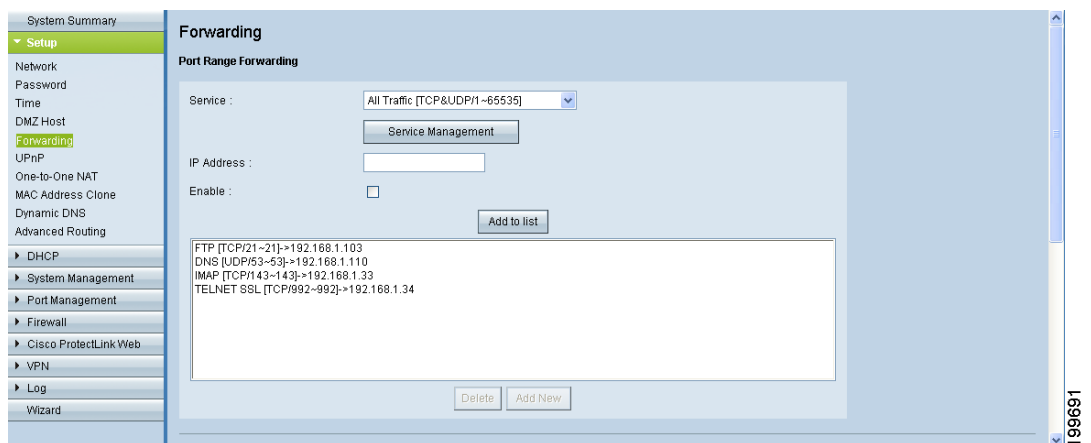 System Summary
Setup
Network
Password
Time
DMZ Host
Forwarding
UPnP
One-to-One NAT
MAC Address Clone
Dynamic DNS
Advanced Routing
DHCP
System Management
Port Management
Firewall
Cisco ProtectLink Web
VPN
Log
Wizard
Forwarding
Port Range Forwarding
Service : All Traffic [TCP&UDP/1~65535]
Service Management
IP Address :
Enable :
Add to list
FTP [TCP/21~21]->192.168.1.103
DNS [UDP/53~53]->192.168.1.110
IMAP [TCP/143~143]->192.168.1.33
TELNET SSL [TCP/992~992]->192.168.1.34
Delete Add New
199691